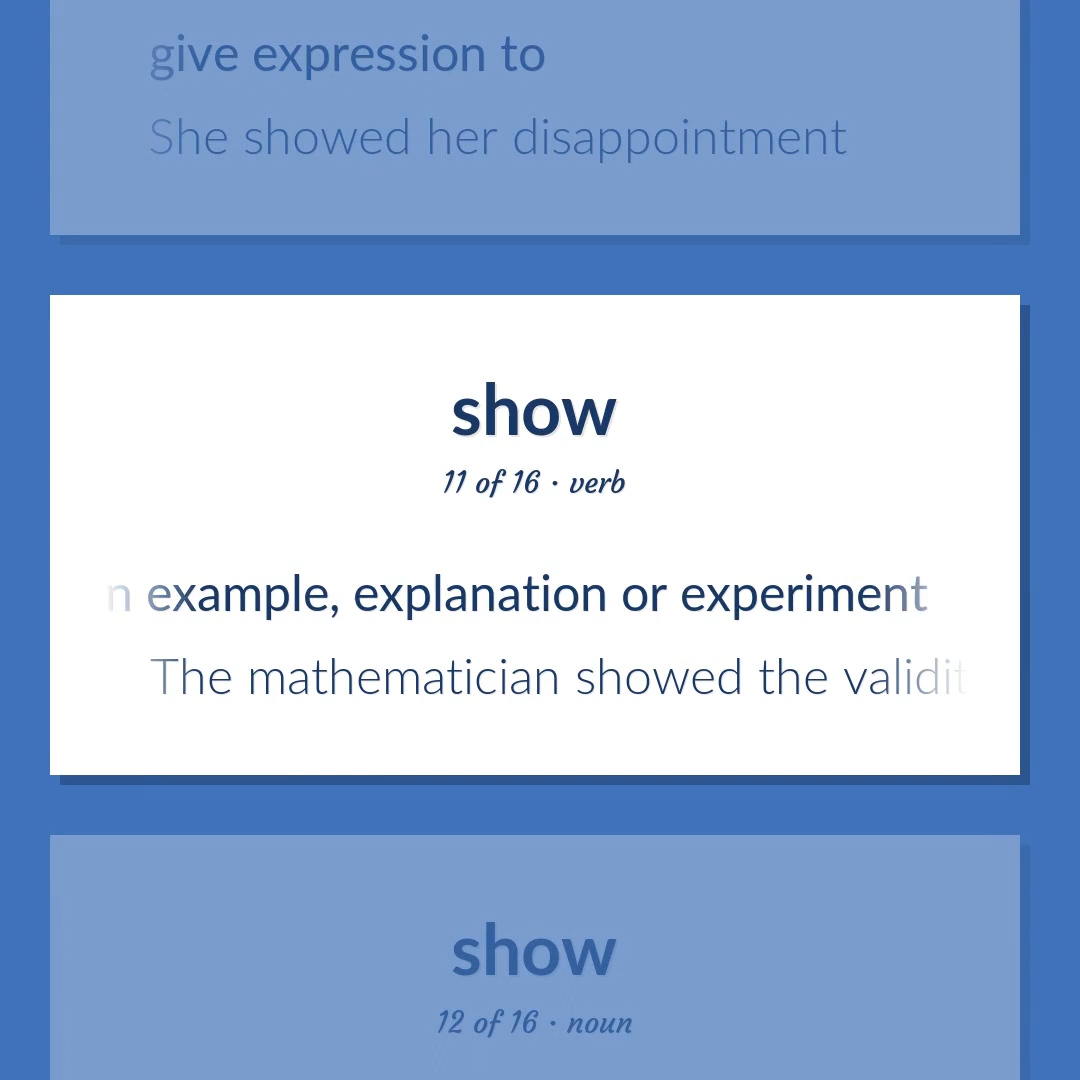 give expression to
She showed her disappointment
show
11 of 16 · verb
example, explanation or experiment
The mathematician showed the
show
12 of 16 · noun